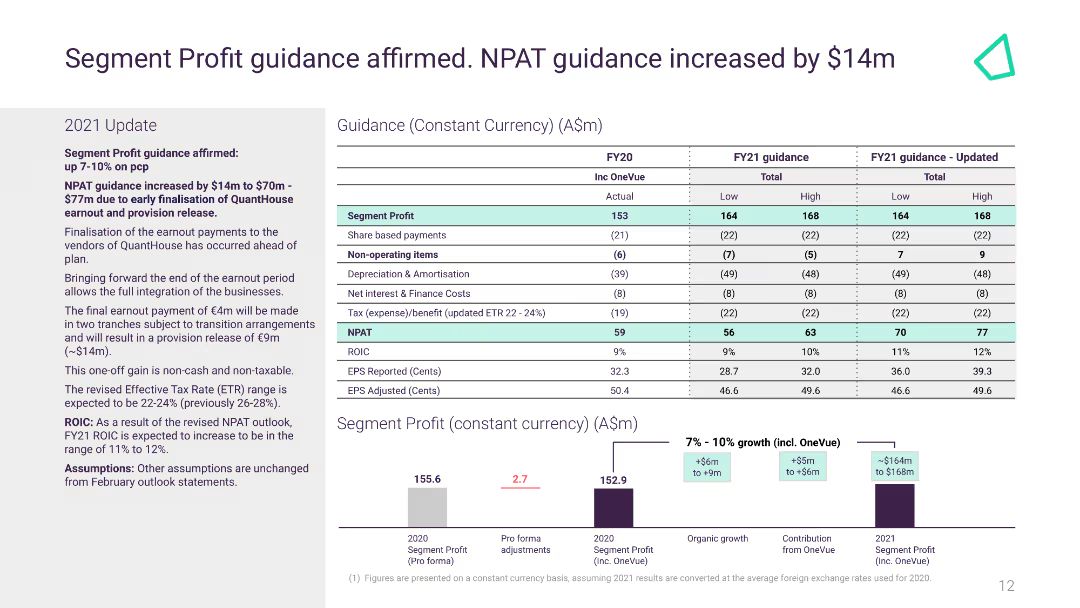 Segment Profit guidance affirmed. NPAT guidance increased by $14m
2021 Update
Segment Profit guidance affirmed:
up 7-10% on pcp
NPAT guidance increased by $14m to $70m -
$77m due to early finalisation of QuantHouse
earnout and provision release.
Finalisation of the earnout payments to the
vendors of QuantHouse has occurred ahead of
plan.
Bringing forward the end of the earnout period
allows the full integration of the businesses.
The final earnout payment of €4m will be made
in two tranches subject to transition arrangements
and will result in a provision release of €9m
(~$14m).
This one-off gain is non-cash and non-taxable.
The revised Effective Tax Rate (ETR) range is
expected to be 22-24% (previously 26-28%).
ROIC: As a result of the revised NPAT outlook,
FY21 ROIC is expected to increase to be in the
range of 11% to 12%.
Assumptions: Other assumptions are unchanged
from February outlook statements.
Guidance (Constant Currency) (A$m)
FY20 FY21 guidance FY21 guidance - Updated
Inc OneVue Total Total
Actual Low High Low High
Segment Profit 153 164 168 164 168
Share based payments (21) (22) (22) (22) (22)
Non-operating items (6) (7) (5) 7 9
Depreciation & Amortisation (39) (49) (48) (49) (48)
Net interest & Finance Costs (8) (8) (8) (8) (8)
Tax (expense)/benefit (updated ETR 22 - 24%) (19) (22) (22) (22) (22)
NPAT 59 56 63 70 77
ROIC 9% 9% 10% 11% 12%
EPS Reported (Cents) 32.3 28.7 32.0 36.0 39.3
EPS Adjusted (Cents) 50.4 46.6 49.6 46.6 49.6
Segment Profit (constant currency) (A$m)
7% - 10% growth (incl. OneVue)
+$6m
to +9m
+$5m
to +$6m
~$164m
to $168m
155.6 2.7 152.9
2020
Segment Profit
(Pro forma)
Pro forma
adjustments
2020
Segment Profit
(Inc. OneVue)
Organic growth
Contribution
from OneVue
2021
Segment Profit
(Inc. OneVue)
(1) Figures are presented on a constant currency basis, assuming 2021 results are converted at the average foreign exchange rates used for 2020.
12